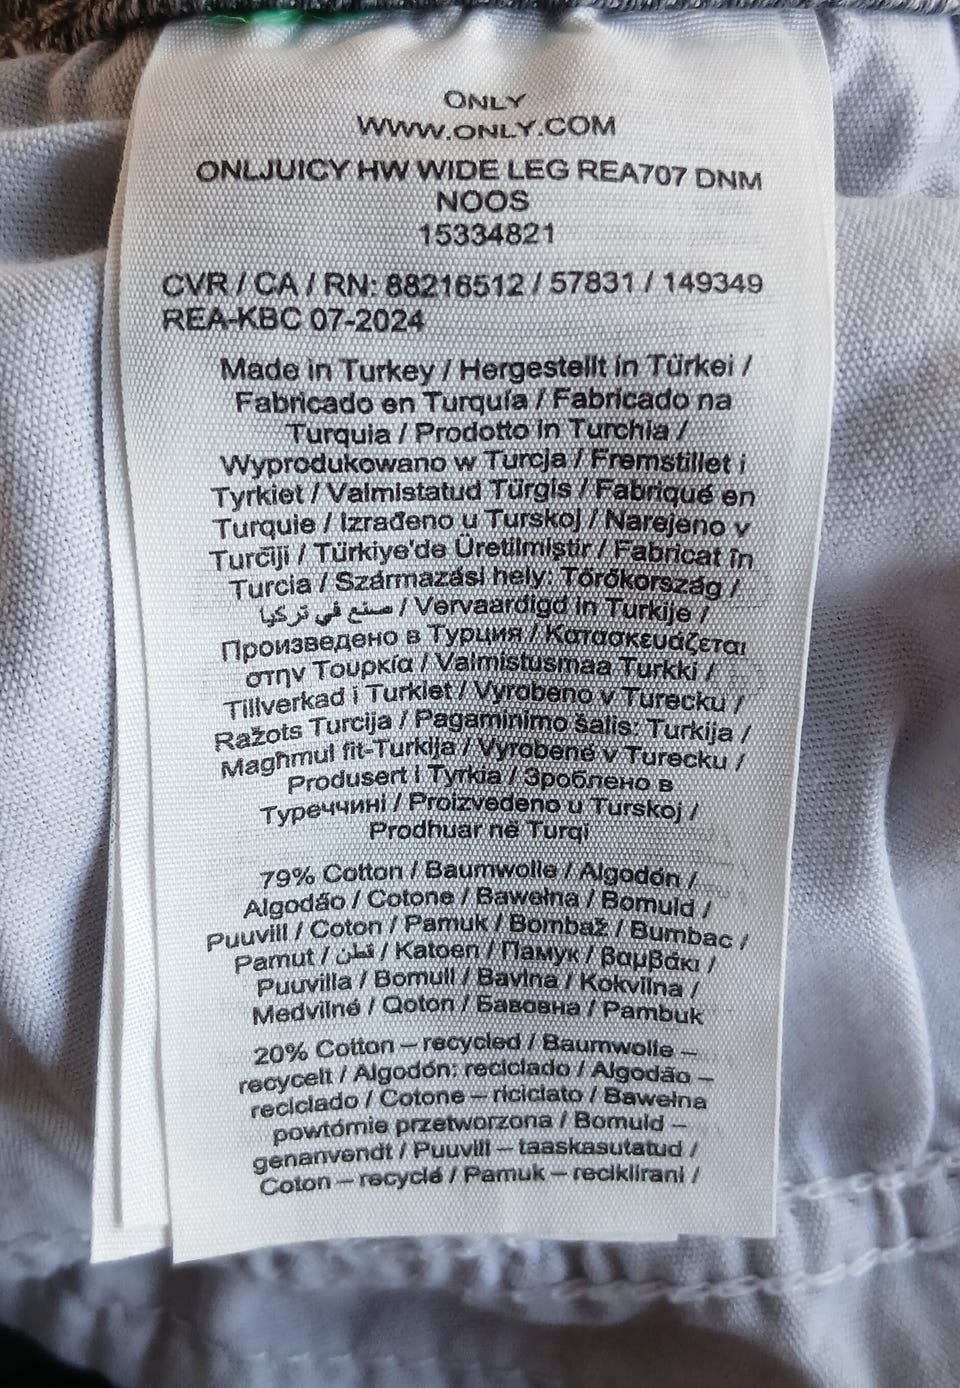 ONLY
WWW.ONLY.COM
ONLJUICY HW WIDE LEG REA707 DNM
NOOS
15334821
CVR / CA / RN: 88216512 / 57831 / 149349
REA-KBC 07-2024
Made in Turkey / Hergestellt in Türkei /
Fabricado en Turquía / Fabricado na
Turquia / Prodotto in Turchia /
Wyprodukowano w Turcja / Fremstillet i
Tyrkiet / Valmistatud Türgis / Fabriqué en
Turquie / Izrađeno u Turskoj / Narejeno v
Turčiji / Türkiye'de Üretilmiştir / Fabricat în
Turcia / Származási hely: Törökország /
صنع في تركيا / Vervaardigd in Turkije /
Произведено в Турция / Κατασκευάζεται
στην Τουρκία / Valmistusmaa Turkki /
Tillverkad i Turkiet / Vyrobeno v Turecku /
Ražots Turcija / Pagaminimo šalis: Turkija /
Magħmul fit-Turkija / Vyrobené v Turecku /
Produsert i Tyrkia / Зроблено в
Туреччині / Proizvedeno u Turskoj /
Prodhuar në Turqi
79% Cotton / Baumwolle / Algodón /
Algodão / Cotone / Bawełna / Bomuld /
Puuvill / Coton / Pamuk / Bombaž / Bumbac /
Pamut / قطن / Katoen / Памук / βαμβάκι /
Puuvilla / Bomull / Bavlna / Kokvilna /
Medvilnė / Qoton / Бавовна / Pambuk
20% Cotton – recycled / Baumwolle –
recycelt / Algodón: reciclado / Algodão –
reciclado / Cotone – riciclato / Bawełna
powtórnie przetworzona / Bomuld –
genanvendt / Puuvill – taaskasutatud /
Coton – recyclé / Pamuk – reciklirani /